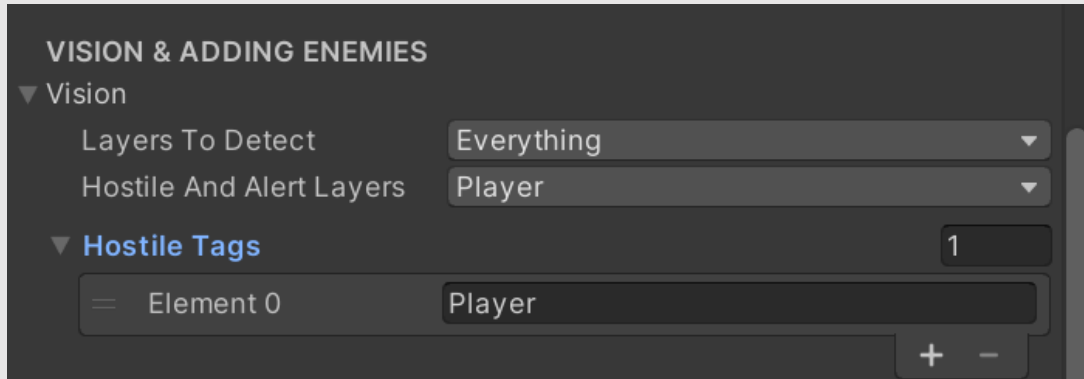 VISION & ADDING ENEMIES
Vision
Layers To Detect Everything
Hostile And Alert Layers Player
Hostile Tags 1
Element 0 Player
+ -